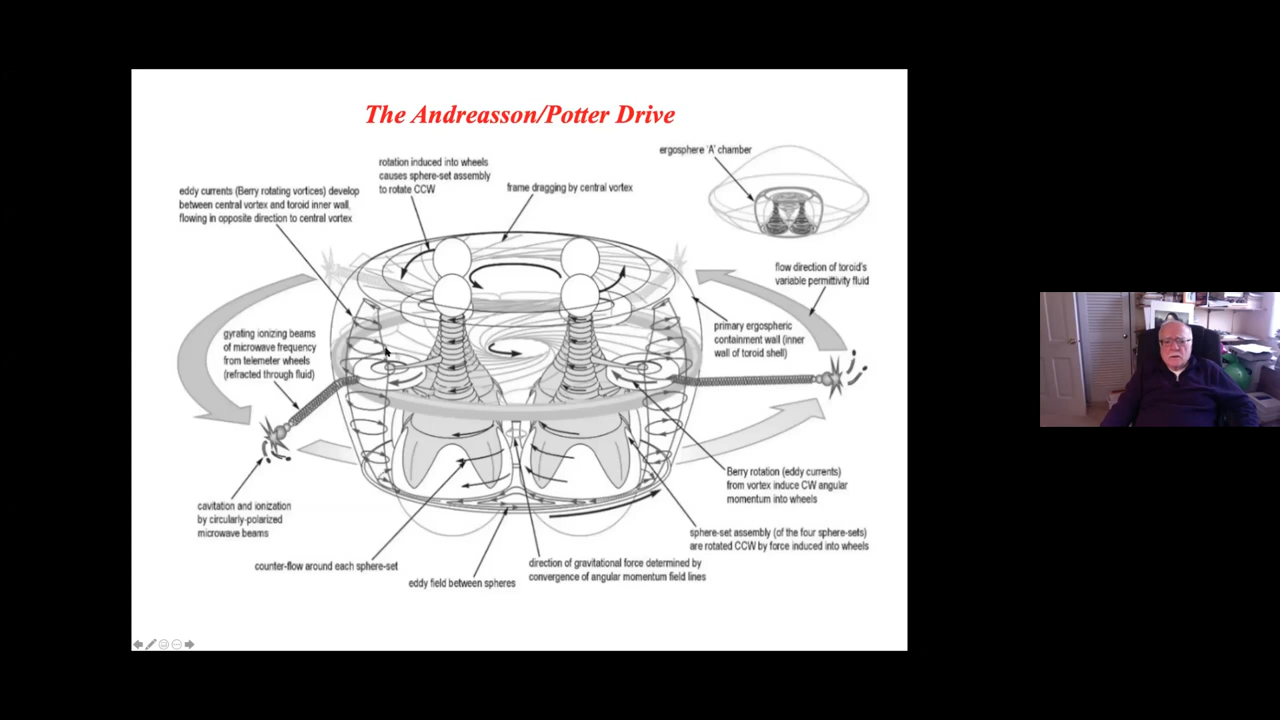 The Andreasson/Potter Drive
ergosphere 'A' chamber
rotation induced into wheels
causes sphere-set assembly
to rotate CCW
frame dragging by central vortex
eddy currents (Berry rotating vortices) develop
between central vortex and toroid inner wall,
flowing in opposite direction to central vortex
flow direction of toroid's
variable permittivity fluid
gyrating ionizing beams
of microwave frequency
from telemeter wheels
(refracted through fluid)
primary ergospheric
containment wall (inner
wall of toroid shell)
Berry rotation (eddy currents)
from vortex induce CW angular
momentum into wheels
cavitation and ionization
by circularly-polarized
microwave beams
sphere-set assembly (of the four sphere-sets)
are rotated CCW by force induced into wheels
counter-flow around each sphere-set
eddy field between spheres
direction of gravitational force determined by
convergence of angular momentum field lines